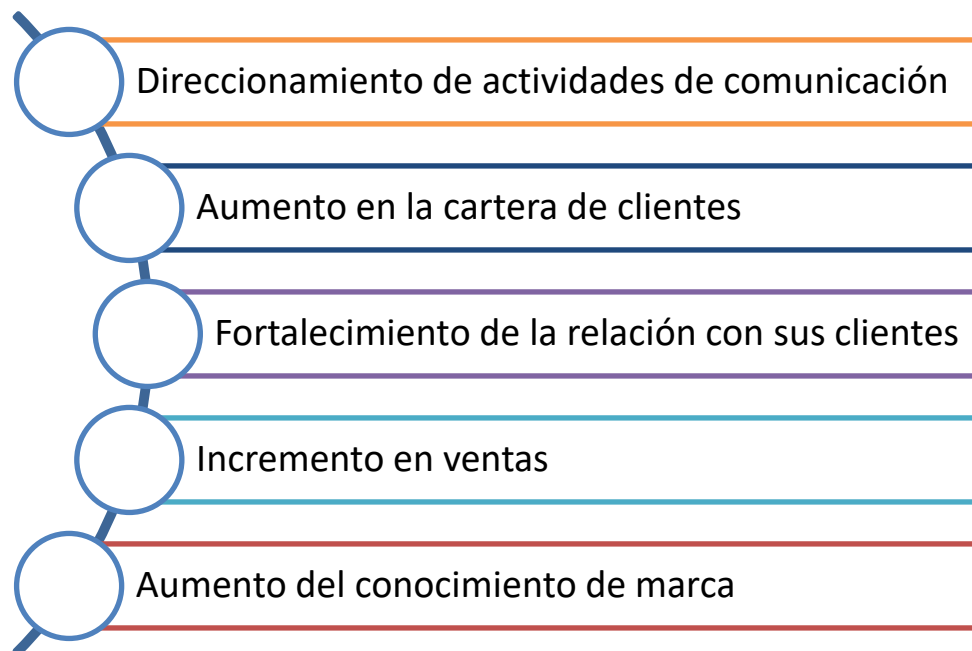 Direccionamiento de actividades de comunicación
Aumento en la cartera de clientes
Fortalecimiento de la relación con sus clientes
Incremento en ventas
Aumento del conocimiento de marca